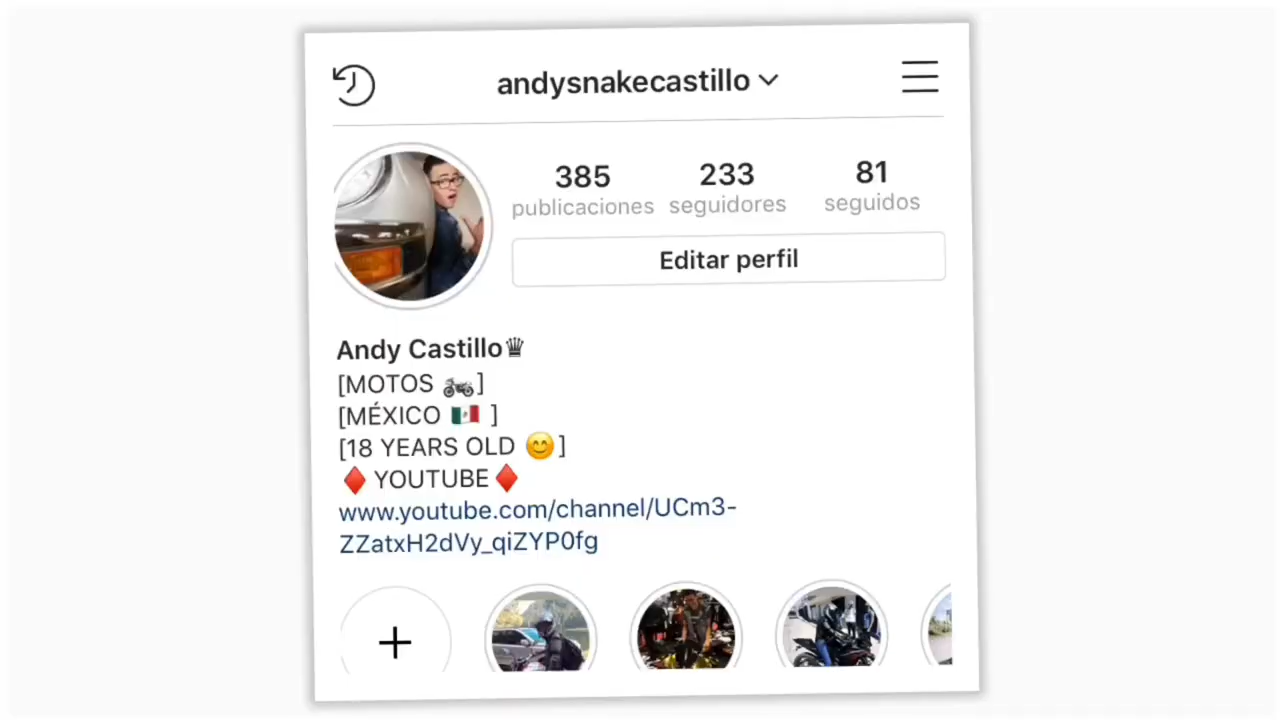 andysnakecastillo
385 233 81
publicaciones seguidores seguidos
Editar perfil
Andy Castillo♛
[MOTOS 🏍]
[MÉXICO 🇲🇽 ]
[18 YEARS OLD 😊]
♦️YOUTUBE♦️
www.youtube.com/channel/UCm3-
ZZatxH2dVy_qiZYP0fg